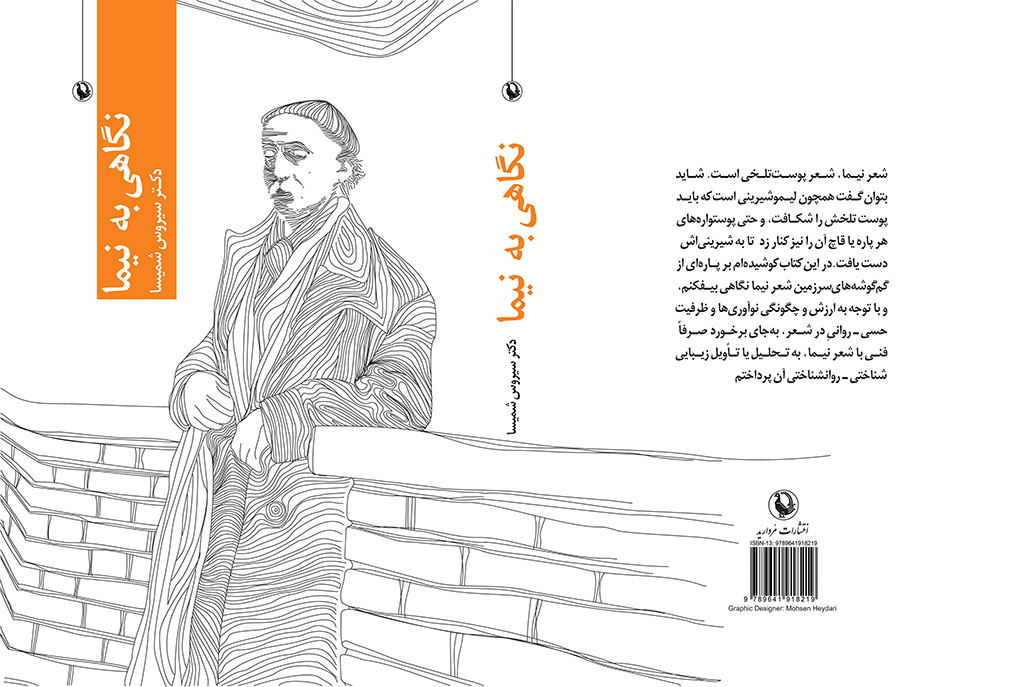 نگاهی به نیما
دکتر سیروس شمیسا
نگاهی به نیما
دکتر سیروس شمیسا
شعر نیما، شعر پوست‌تلخی است. شاید
بتوان گفت همچون لیموشیرینی است که باید
پوست تلخش را شکافت، و حتی پوستواره‌های
هر پاره یا قاچ آن را نیز کنار زد تا به شیرینی‌اش
دست یافت. در این کتاب کوشیده‌ام بر پاره‌ای از
گم‌گوشه‌های سرزمین شعر نیما نگاهی بیفکنم،
و با توجه به ارزش و چگونگی نوآوری‌ها و ظرفیت
حسی ـ روانیِ در شعر، به‌جای برخورد صرفاً
فنی با شعر نیما، به تحلیل یا تأویل زیبایی
شناختی ـ روانشناختی آن پرداختم
انتشارات مروارید
ISBN-13: 9789641918219
9 789641 918219
Graphic Designer: Mohsen Heydari